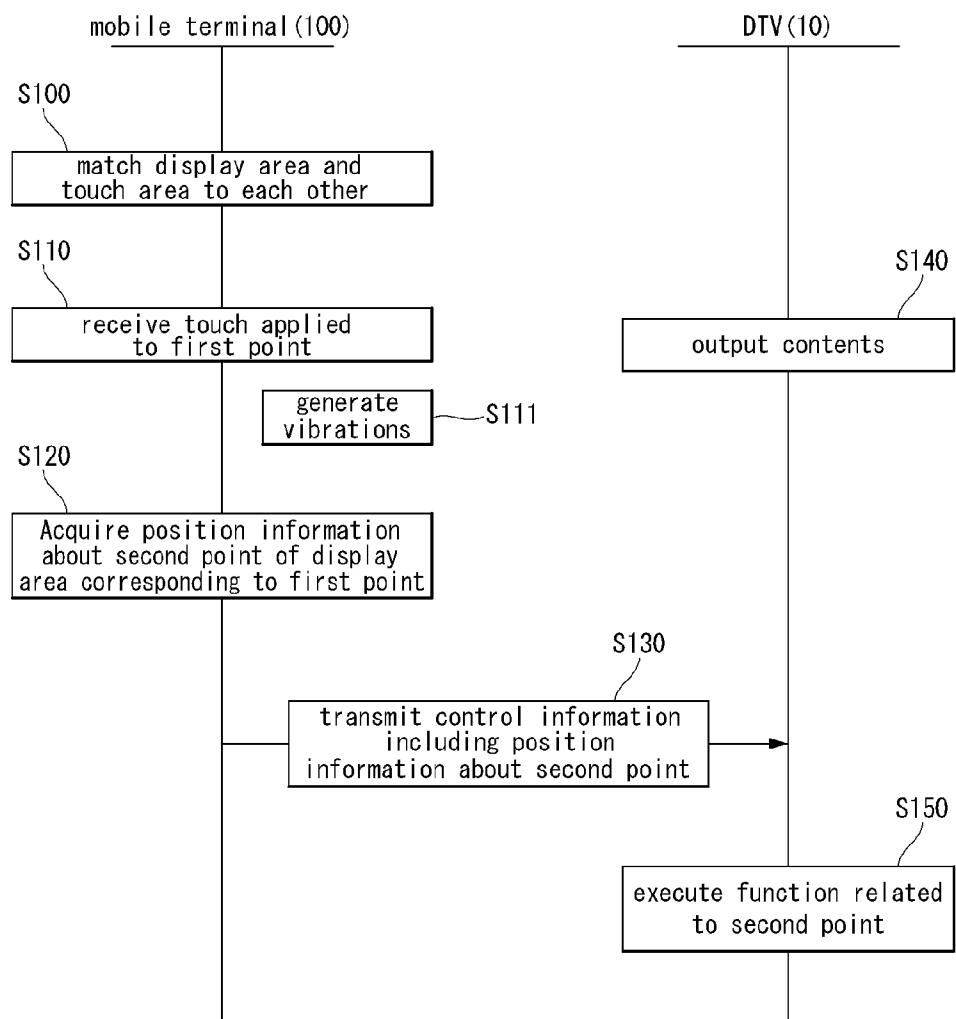 mobile terminal(100)
DTV(10)
S100
match display area and
touch area to each other
S110
receive touch applied
to first point
S140
output contents
generate
vibrations
S111
S120
Acquire position information
about second point of display
area corresponding to first point
S130
transmit control information
including position
information about second point
S150
execute function related
to second point